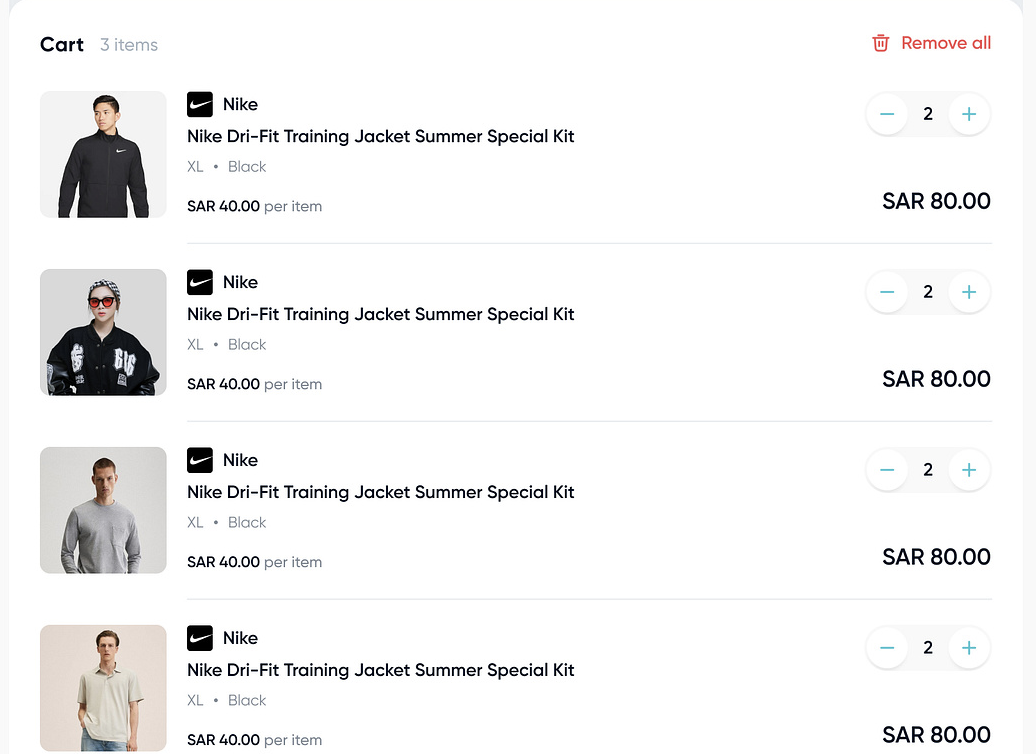 Cart 3 items
Remove all
Nike
2
Nike Dri-Fit Training Jacket Summer Special Kit
XL • Black
SAR 40.00 per item
SAR 80.00
Nike
2
Nike Dri-Fit Training Jacket Summer Special Kit
XL • Black
SAR 40.00 per item
SAR 80.00
Nike
2
Nike Dri-Fit Training Jacket Summer Special Kit
XL • Black
SAR 40.00 per item
SAR 80.00
Nike
2
Nike Dri-Fit Training Jacket Summer Special Kit
XL • Black
SAR 40.00 per item
SAR 80.00